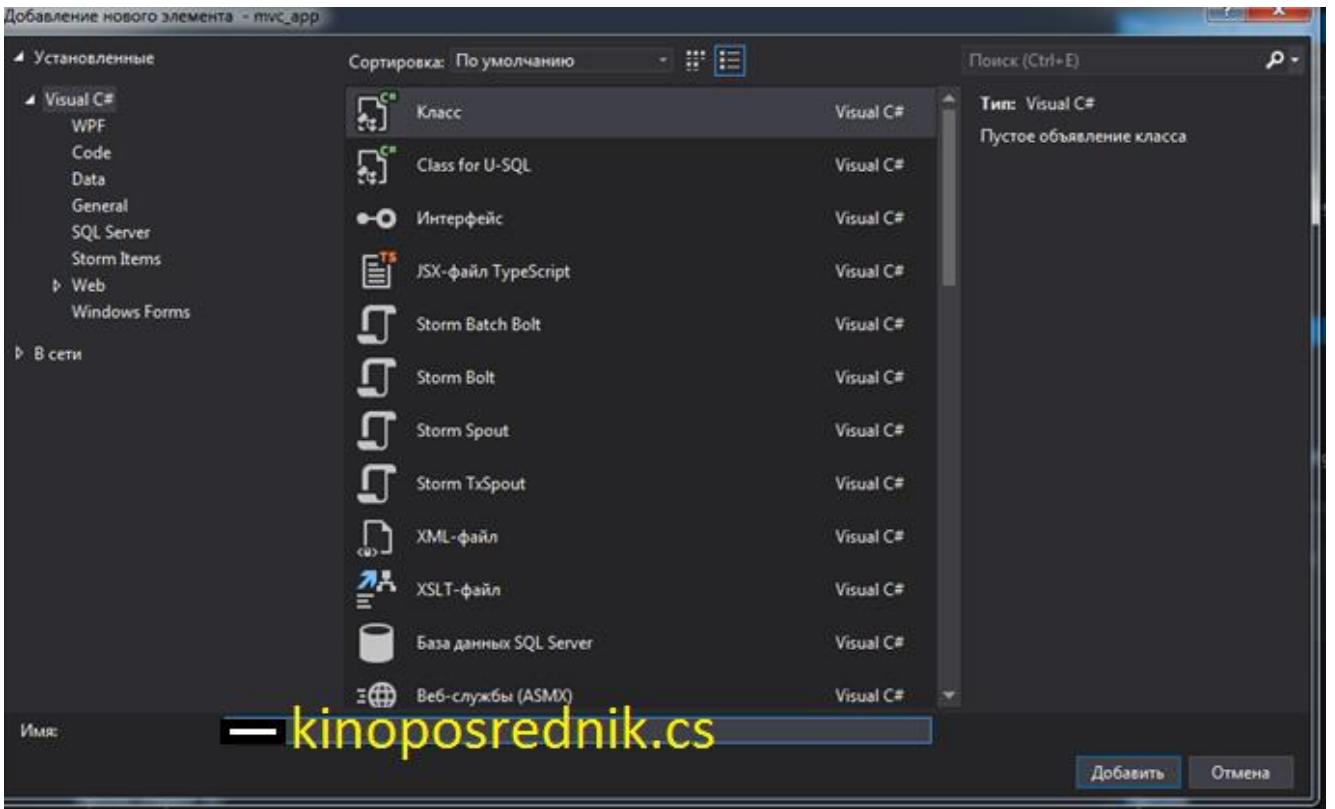 Добавление нового элемента - mvc_app
Установленные
Visual C#
WPF
Code
Data
General
SQL Server
Storm Items
Web
Windows Forms
В сети
Сортировка: По умолчанию
Класс Visual C#
Class for U-SQL Visual C#
Интерфейс Visual C#
JSX-файл TypeScript Visual C#
Storm Batch Bolt Visual C#
Storm Bolt Visual C#
Storm Spout Visual C#
Storm TxSpout Visual C#
XML-файл Visual C#
XSLT-файл Visual C#
База данных SQL Server Visual C#
Веб-службы (ASMX) Visual C#
Поиск (Ctrl+E)
Тип: Visual C#
Пустое объявление класса
Имя: kinoposrednik.cs
Добавить Отмена